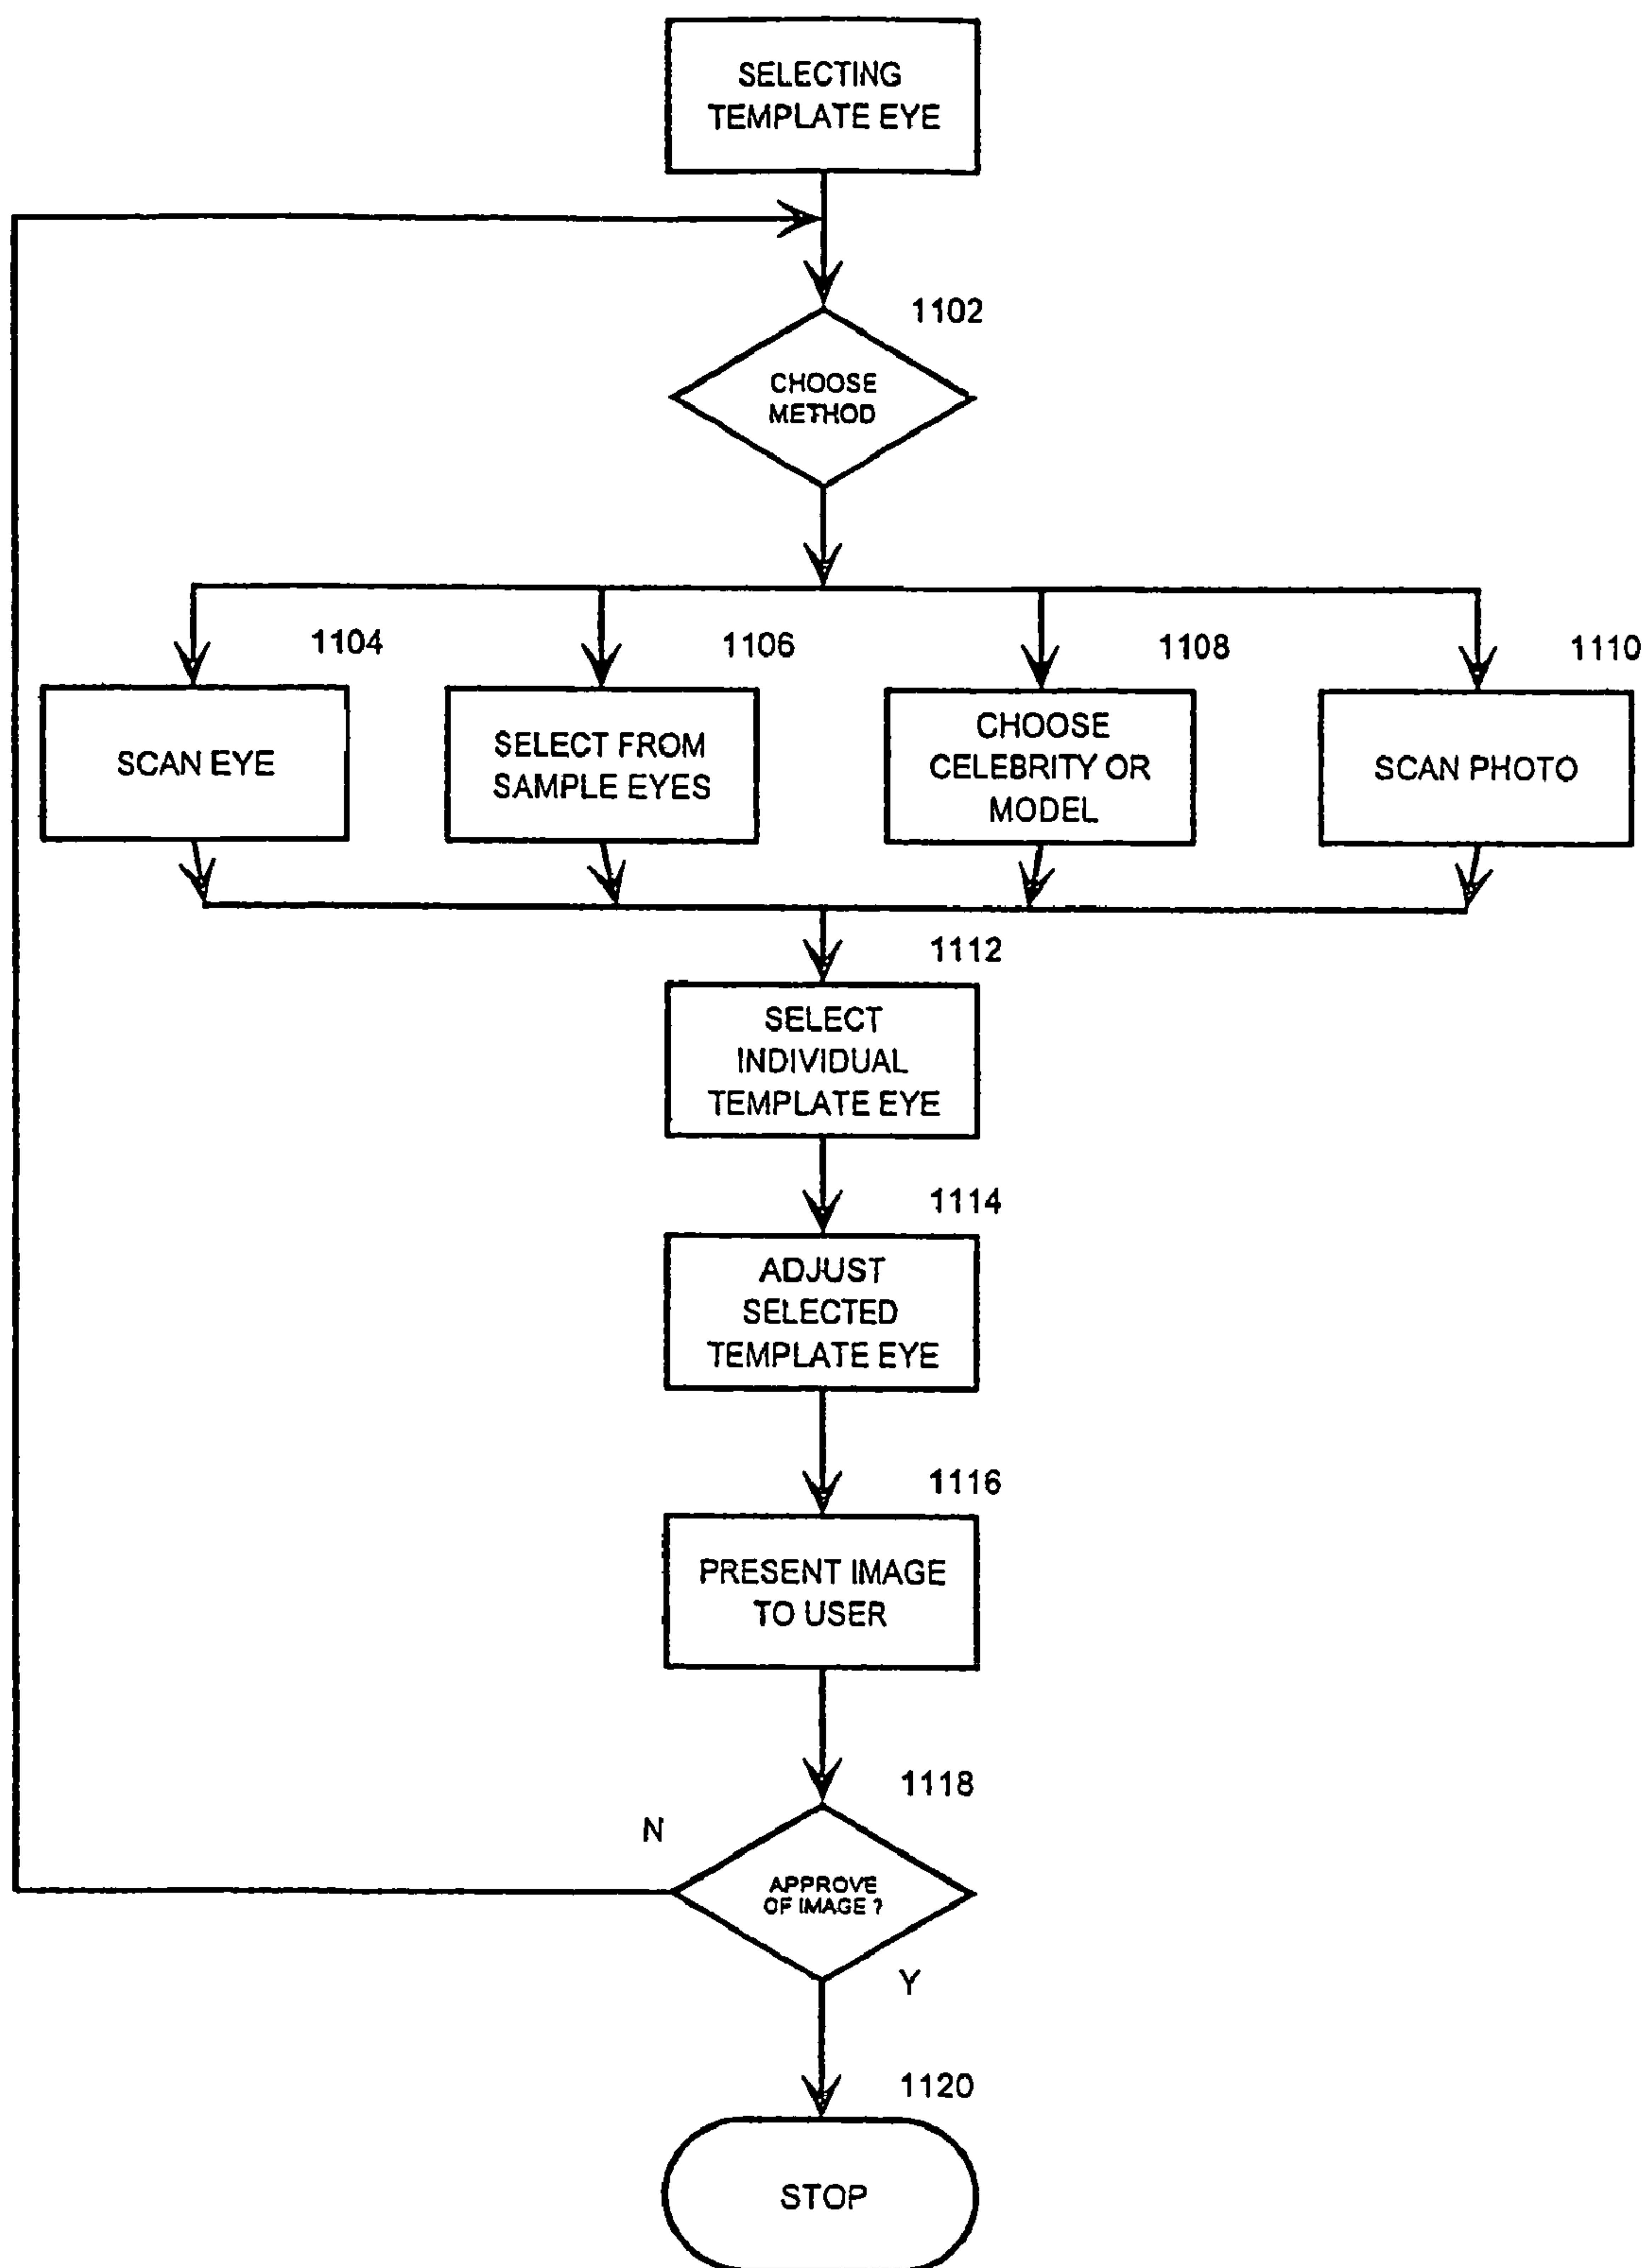 SELECTING
TEMPLATE EYE
1102
CHOOSE
METHOD
1104
1106
1108
1110
SCAN EYE
SELECT FROM
SAMPLE EYES
CHOOSE
CELEBRITY OR
MODEL
SCAN PHOTO
1112
SELECT
INDIVIDUAL
TEMPLATE EYE
1114
ADJUST
SELECTED
TEMPLATE EYE
1116
PRESENT IMAGE
TO USER
1118
N
APPROVE
OF IMAGE ?
Y
1120
STOP